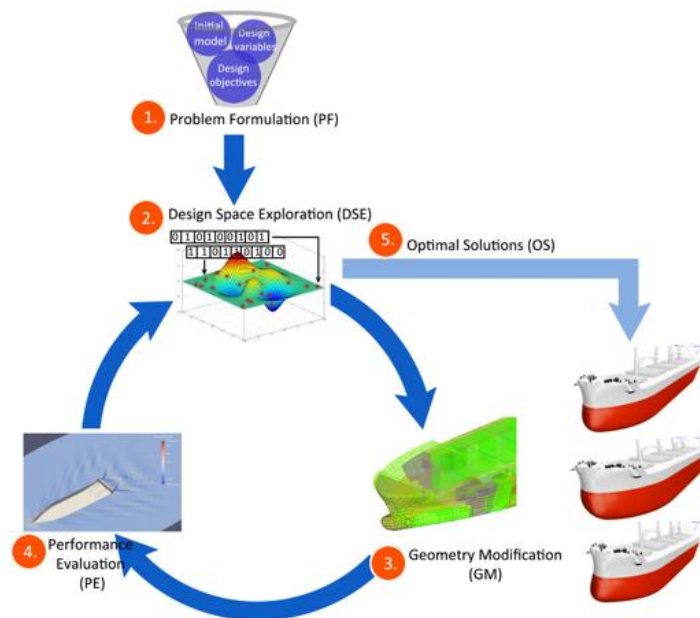 Initial
model
Design
variables
Design
objectives
1.
Problem Formulation (PF)
2.
Design Space Exploration (DSE)
0 1 0 1 0 0 1 0 1
1 1 0 1 1 0 1 0 0
5.
Optimal Solutions (OS)
4.
Performance
Evaluation
(PE)
3.
Geometry Modification
(GM)